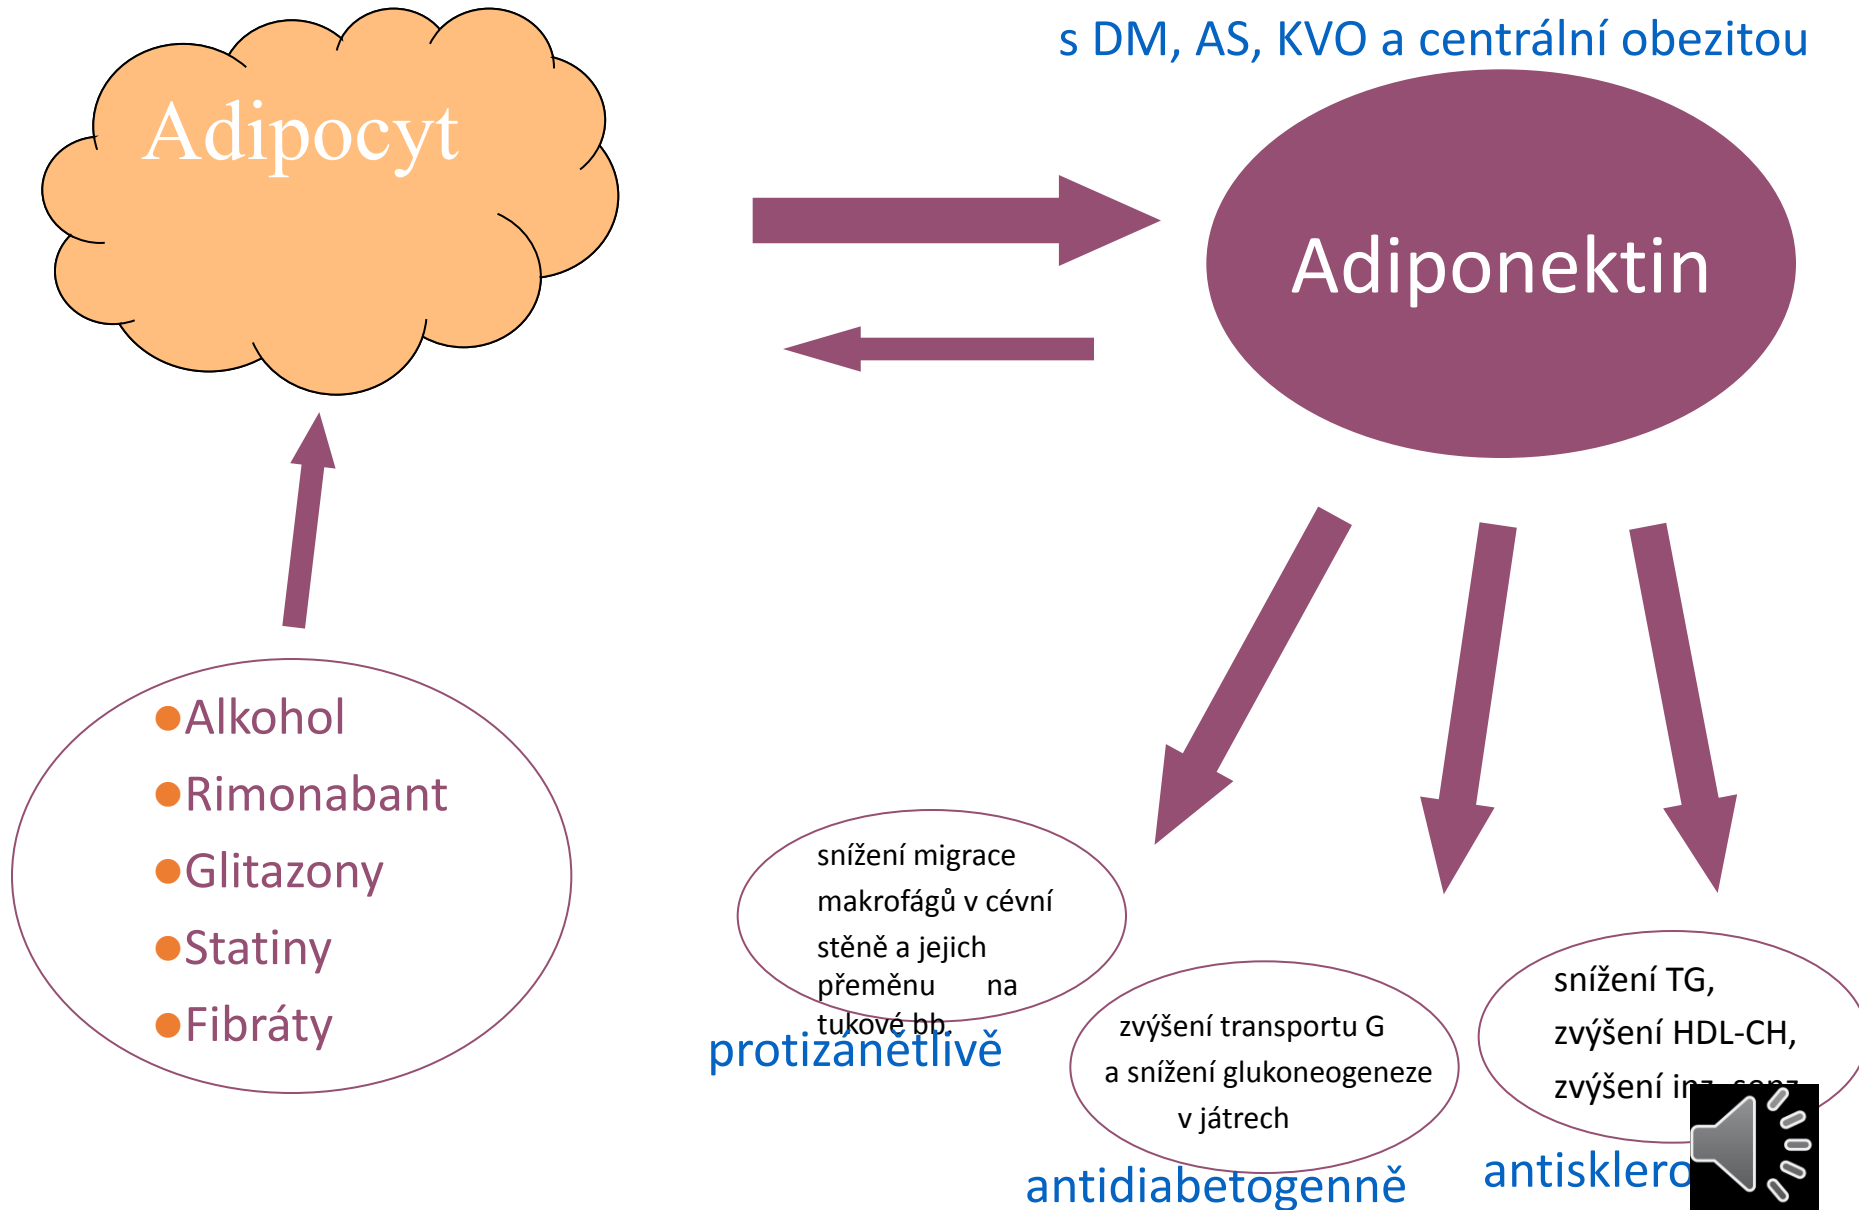 s DM, AS, KVO a centrální obezitou
Adipocyt
Adiponektin
Alkohol
Rimonabant
Glitazony
Statiny
Fibráty
snížení migrace
makrofágů v cévní
stěně a jejich
přeměnu na
tukové bb.
protizánětlivě
zvýšení transportu G
a snížení glukoneogeneze
v játrech
antidiabetogenně
snížení TG,
zvýšení HDL-CH,
zvýšení